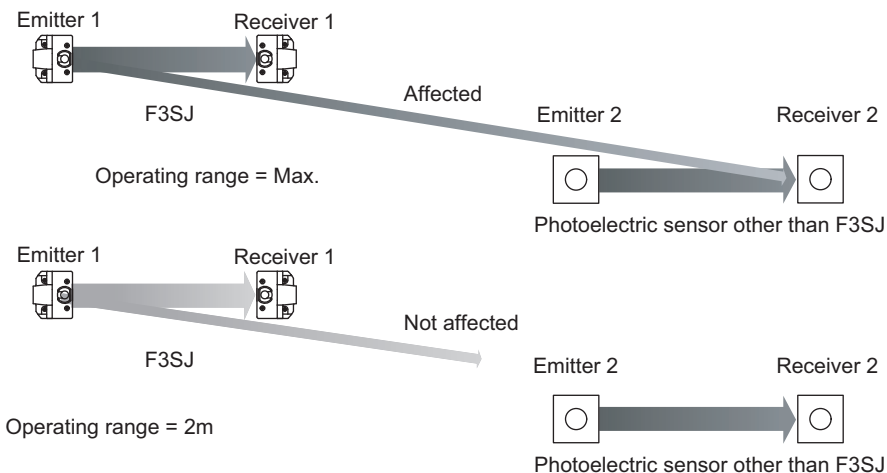 Emitter 1
Receiver 1
F3SJ
Affected
Emitter 2
Receiver 2
Operating range = Max.
Photoelectric sensor other than F3SJ
Emitter 1
Receiver 1
Not affected
F3SJ
Emitter 2
Receiver 2
Operating range = 2m
Photoelectric sensor other than F3SJ